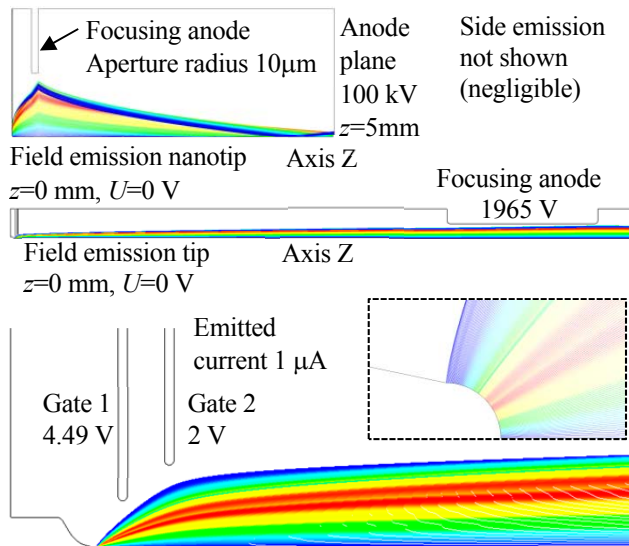 Focusing anode
Aperture radius 10μm
Anode
plane
100 kV
z=5mm
Side emission
not shown
(negligible)
Field emission nanotip
z=0 mm, U=0 V
Axis Z
Focusing anode
1965 V
Field emission tip
z=0 mm, U=0 V
Axis Z
Emitted
current 1 μA
Gate 1
4.49 V
Gate 2
2 V